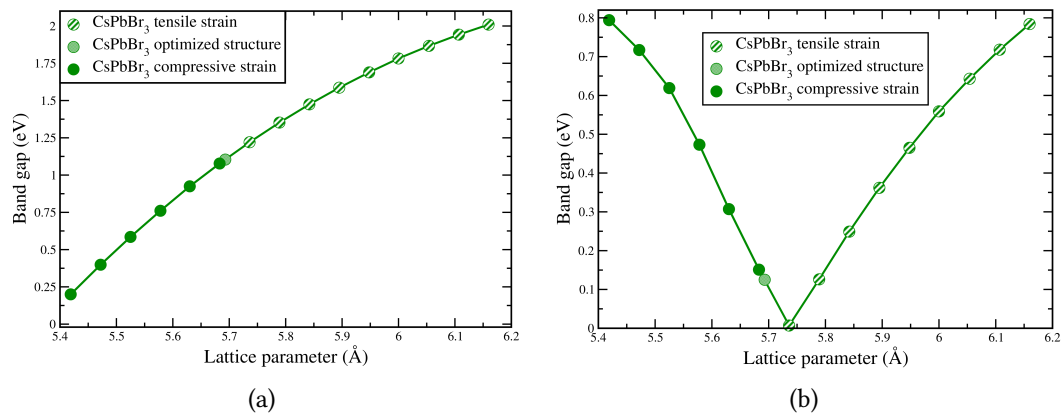 CsPbBr₃ tensile strain
CsPbBr₃ optimized structure
CsPbBr₃ compressive strain
2
1.75
1.5
1.25
1
0.75
0.5
0.25
0
Band gap (eV)
5.4 5.5 5.6 5.7 5.8 5.9 6 6.1 6.2
Lattice parameter (Å)
(a)
CsPbBr₃ tensile strain
CsPbBr₃ optimized structure
CsPbBr₃ compressive strain
0.8
0.7
0.6
0.5
0.4
0.3
0.2
0.1
0
Band gap (eV)
5.4 5.5 5.6 5.7 5.8 5.9 6 6.1 6.2
Lattice parameter (Å)
(b)